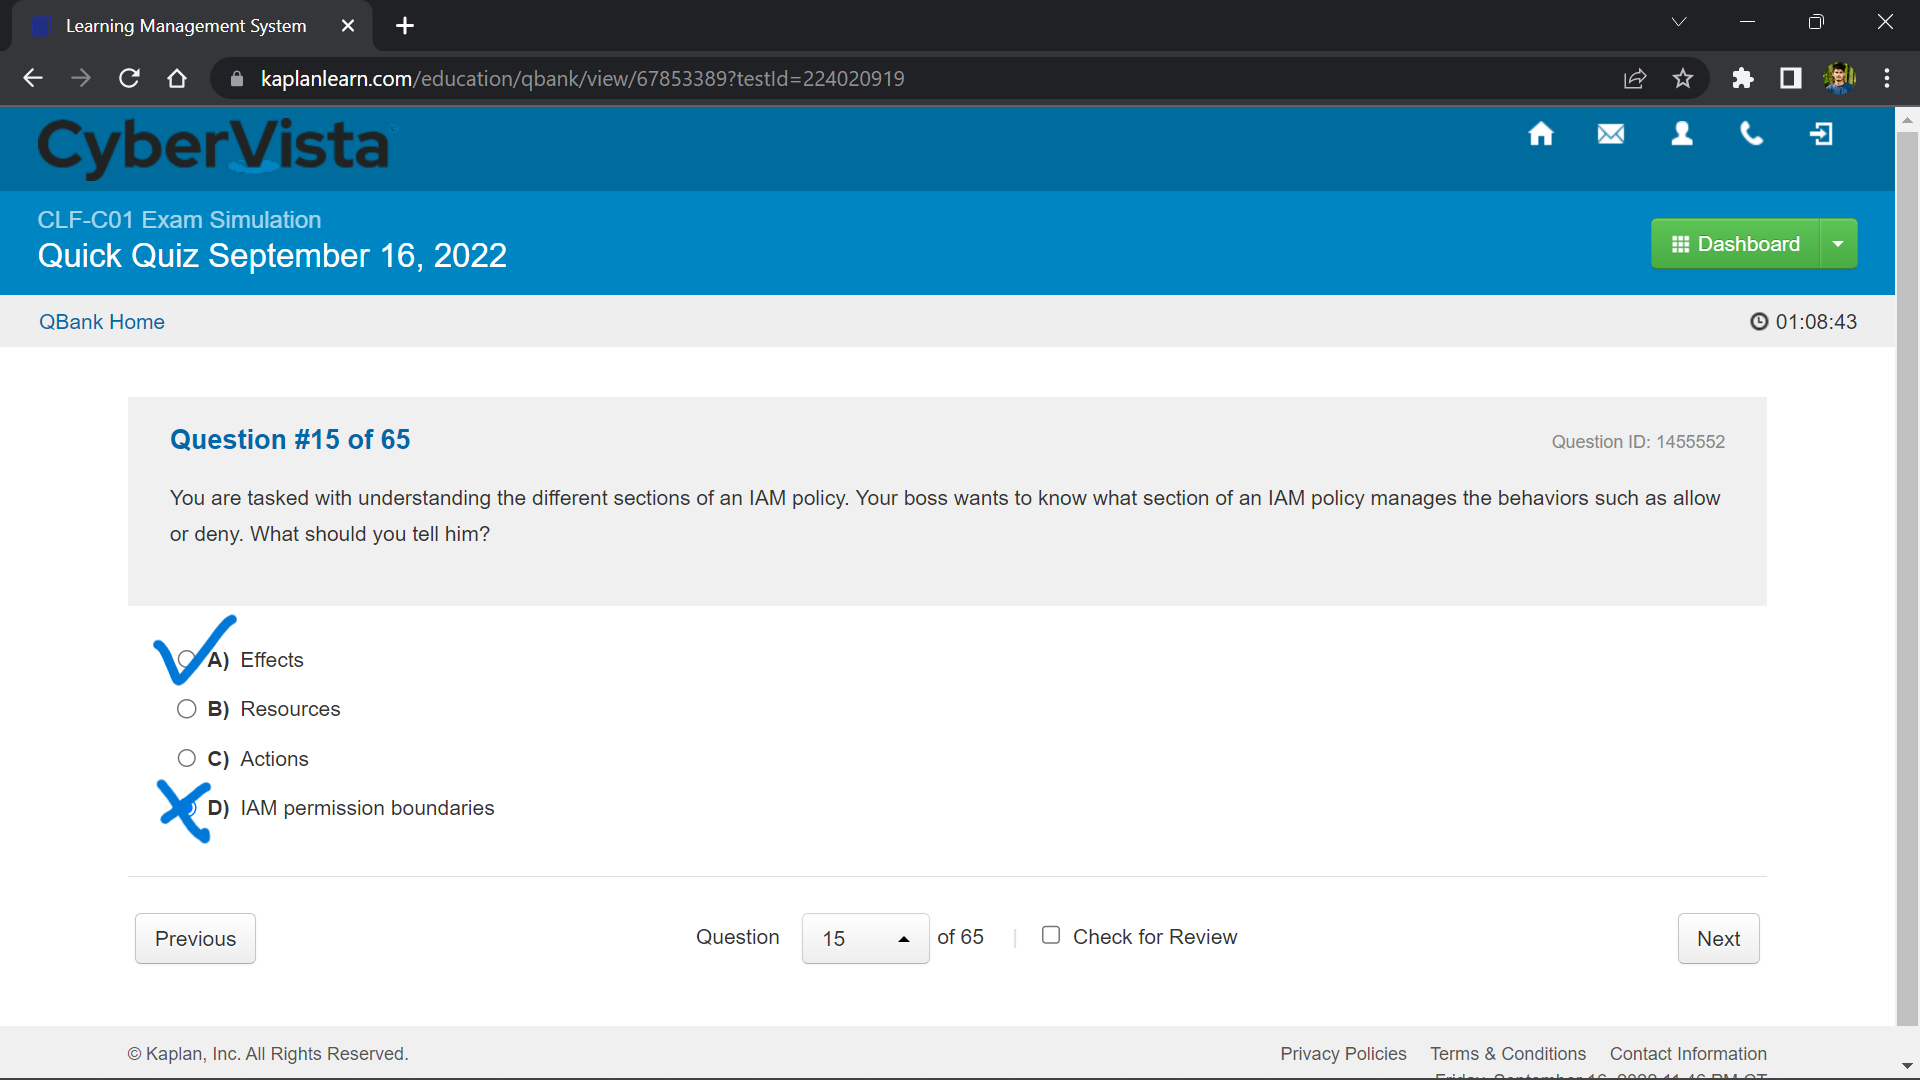 Learning Management System
kaplanlearn.com/education/qbank/view/67853389?testId=224020919
CyberVista
CLF-C01 Exam Simulation
Quick Quiz September 16, 2022
Dashboard
QBank Home
01:08:43
Question #15 of 65
Question ID: 1455552
You are tasked with understanding the different sections of an IAM policy. Your boss wants to know what section of an IAM policy manages the behaviors such as allow
or deny. What should you tell him?
A) Effects
B) Resources
C) Actions
D) IAM permission boundaries
Previous
Question 15 of 65 | Check for Review
Next
© Kaplan, Inc. All Rights Reserved.
Privacy Policies Terms & Conditions Contact Information